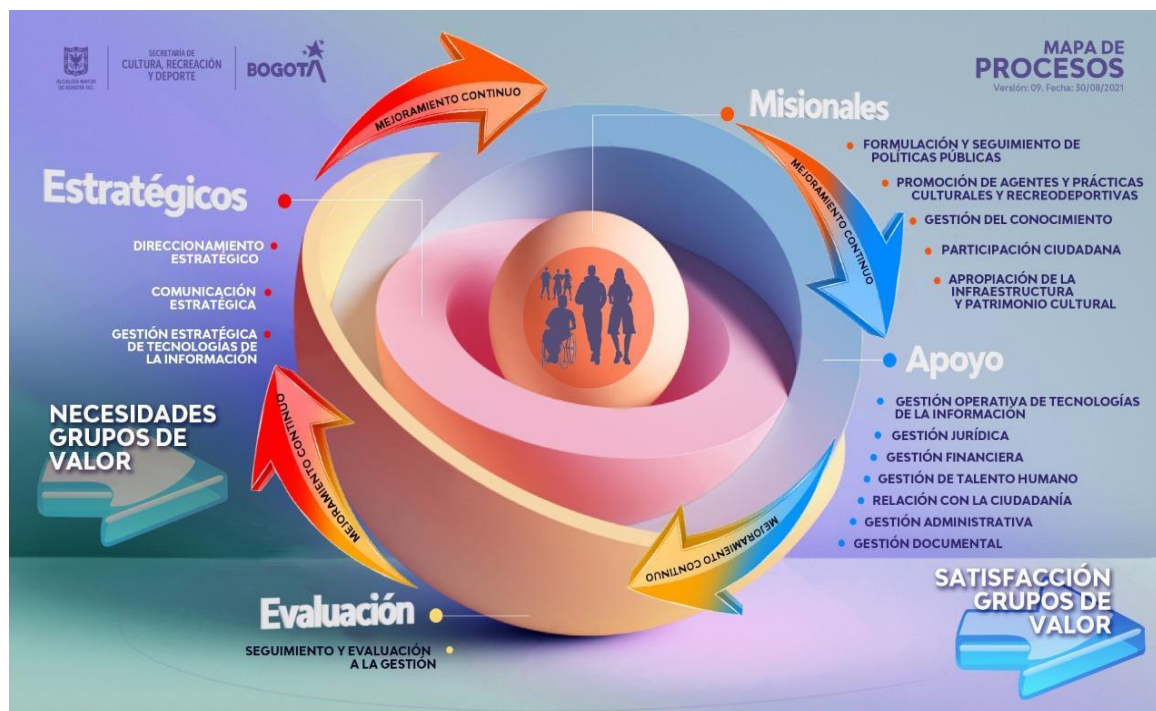 ALCALDÍA MAYOR
DE BOGOTÁ D.C.
SECRETARÍA DE
CULTURA, RECREACIÓN
Y DEPORTE
BOGOTÁ
MAPA DE
PROCESOS
Versión: 09. Fecha: 30/08/2021
MEJORAMIENTO CONTINUO
Estratégicos
DIRECCIONAMIENTO
ESTRATÉGICO
COMUNICACIÓN
ESTRATÉGICA
GESTIÓN ESTRATÉGICA
DE TECNOLOGÍAS DE
LA INFORMACIÓN
Misionales
MEJORAMIENTO CONTINUO
FORMULACIÓN Y SEGUIMIENTO DE
POLÍTICAS PÚBLICAS
PROMOCIÓN DE AGENTES Y PRÁCTICAS
CULTURALES Y RECREODEPORTIVAS
GESTIÓN DEL CONOCIMIENTO
PARTICIPACIÓN CIUDADANA
APROPIACIÓN DE LA
INFRAESTRUCTURA
Y PATRIMONIO CULTURAL
Apoyo
GESTIÓN OPERATIVA DE TECNOLOGÍAS
DE LA INFORMACIÓN
GESTIÓN JURÍDICA
GESTIÓN FINANCIERA
GESTIÓN DE TALENTO HUMANO
RELACIÓN CON LA CIUDADANÍA
GESTIÓN ADMINISTRATIVA
GESTIÓN DOCUMENTAL
MEJORAMIENTO CONTINUO
NECESIDADES
GRUPOS DE
VALOR
MEJORAMIENTO CONTINUO
Evaluación
SEGUIMIENTO Y EVALUACIÓN
A LA GESTIÓN
SATISFACCIÓN
GRUPOS DE
VALOR